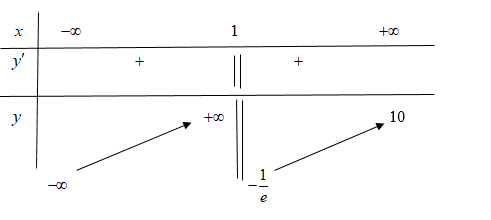 x −∞ 1 +∞
y′ + +
y +∞ 10
−∞ −1/e